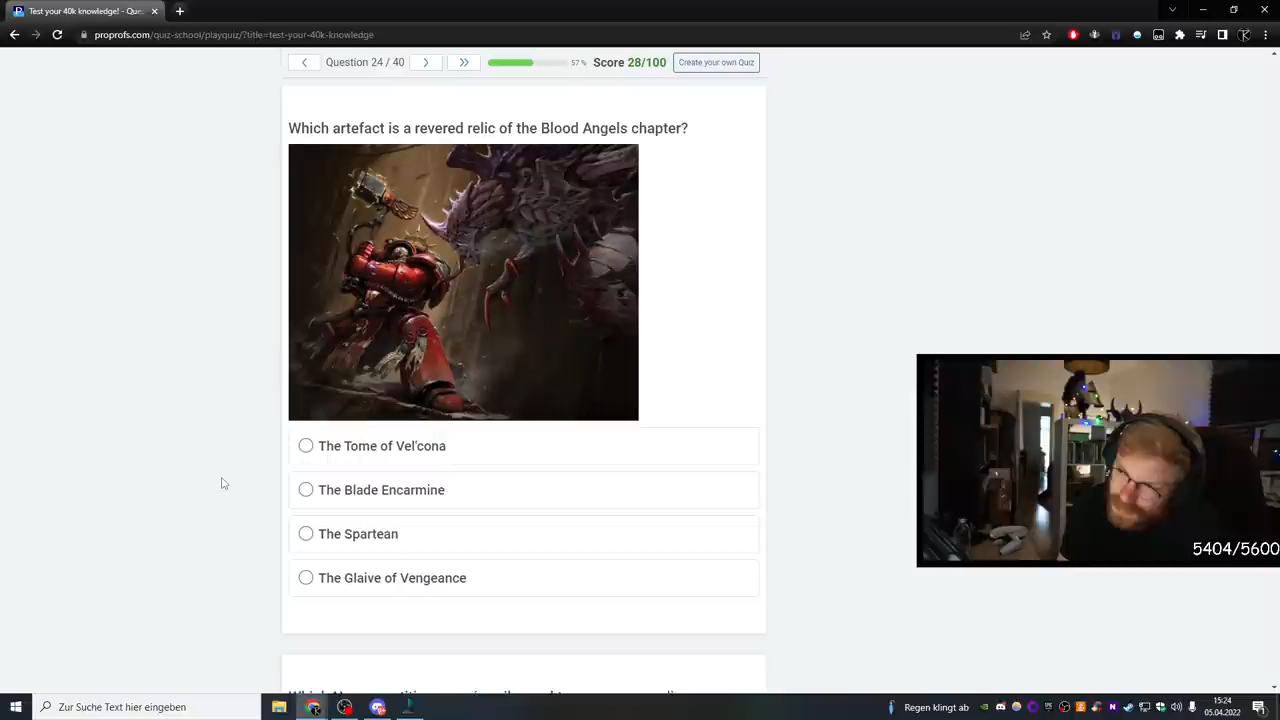 Test your 40k knowledge! - Ques
proprofs.com/quiz-school/playquiz/?title=test-your-40k-knowledge
Question 24 / 40
57 %
Score 28/100
Create your own Quiz
Which artefact is a revered relic of the Blood Angels chapter?
The Tome of Vel'cona
The Blade Encarmine
The Spartean
The Glaive of Vengeance
5404/5600
Zur Suche Text hier eingeben
Regen klingt ab
15:24
05.04.2022